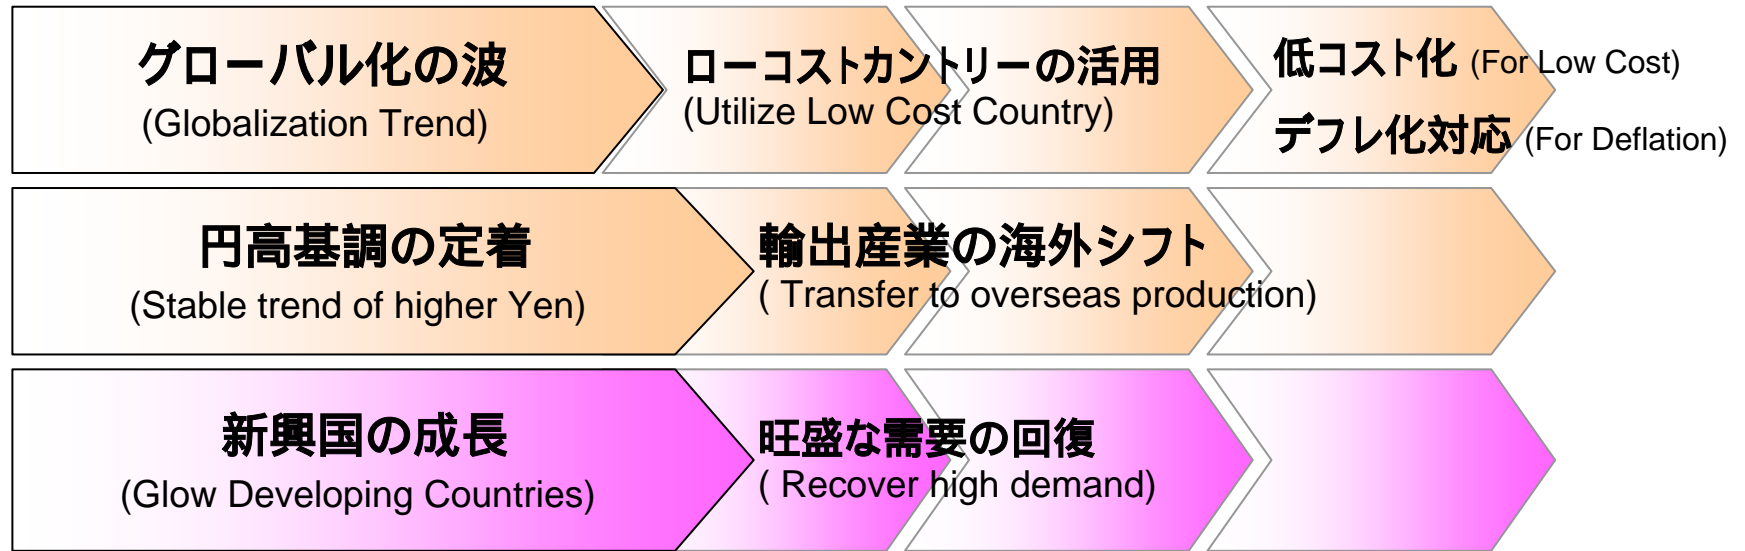 グローバル化の波
(Globalization Trend)
ローコストカントリーの活用
(Utilize Low Cost Country)
低コスト化 (For Low Cost)
デフレ化対応 (For Deflation)
円高基調の定着
(Stable trend of higher Yen)
輸出産業の海外シフト
( Transfer to overseas production)
新興国の成長
(Glow Developing Countries)
旺盛な需要の回復
( Recover high demand)